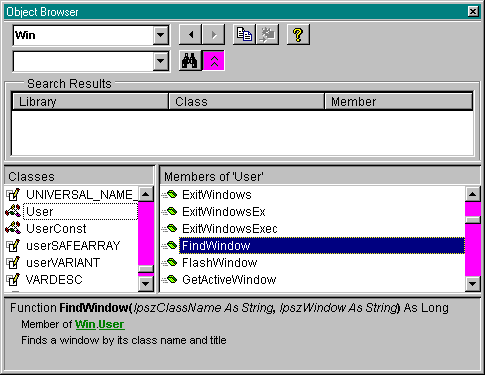 Object Browser
Win
Search Results
Library Class Member
Classes
UNIVERSAL_NAME_
User
UserConst
userSAFEARRAY
userVARIANT
VARDESC
Members of 'User'
ExitWindows
ExitWindowsEx
ExitWindowsExec
FindWindow
FlashWindow
GetActiveWindow
Function FindWindow(lpszClassName As String, lpszWindow As String) As Long
Member of Win.User
Finds a window by its class name and title